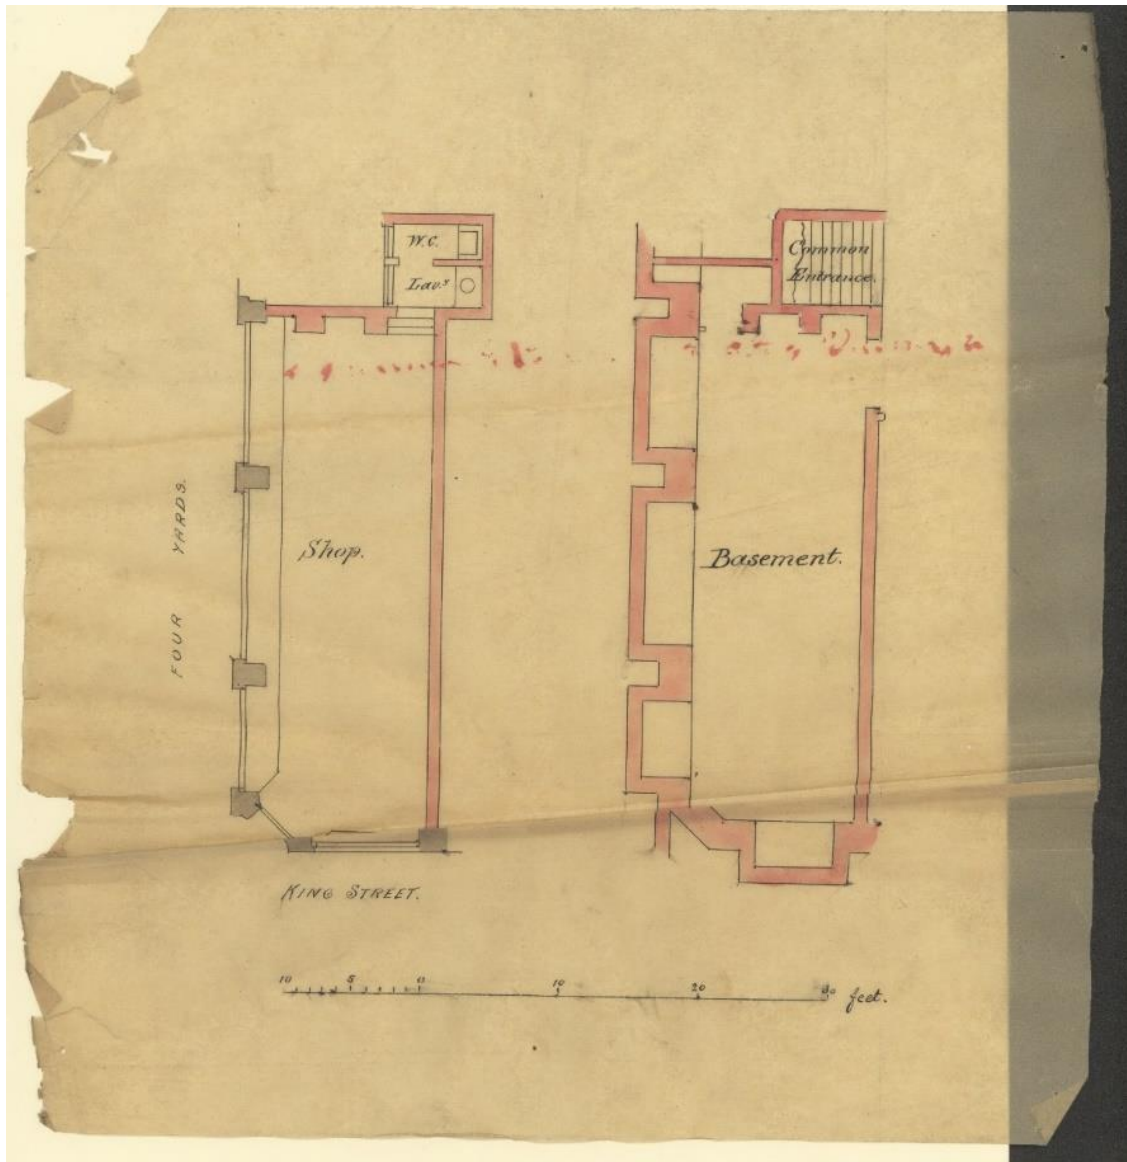 W.C.
Lav.s
Common
Entrance.
Shop.
Basement.
FOUR YARDS.
KING STREET.
10 5 0 10 20 30 feet.